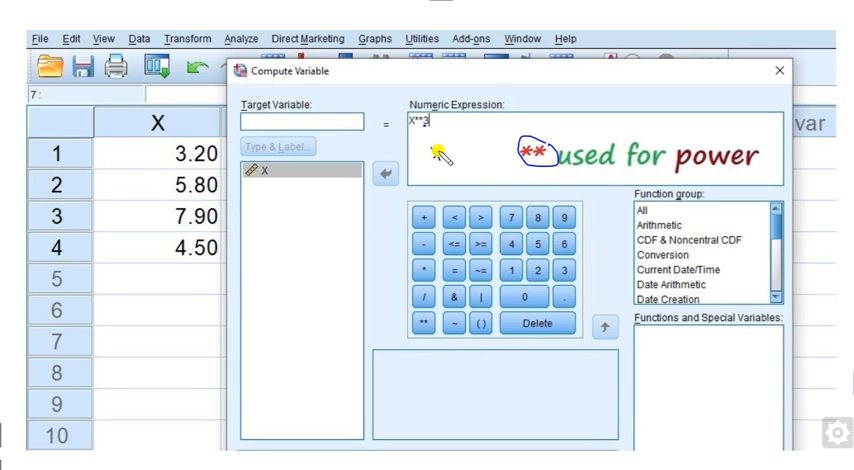 File Edit View Data Transform Analyze Direct Marketing Graphs Utilities Add-ons Window Help
Compute Variable
7 :
Target Variable:
Numeric Expression:
=
X**3
** used for power
Type & Label...
X
X
var
1 3.20
2 5.80
3 7.90
4 4.50
5
6
7
8
9
10
+ < > 7 8 9
- <= >= 4 5 6
* = ~= 1 2 3
/ & | 0 .
** ~ ( ) Delete
Function group:
All
Arithmetic
CDF & Noncentral CDF
Conversion
Current Date/Time
Date Arithmetic
Date Creation
Functions and Special Variables: